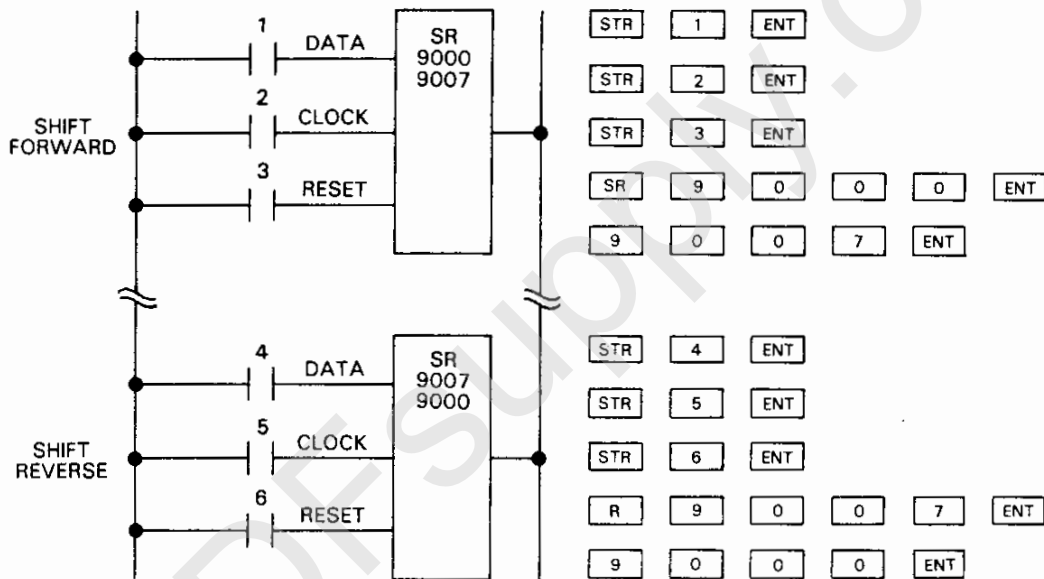 1
DATA
2
CLOCK
3
RESET
SHIFT
FORWARD
SR
9000
9007
STR 1 ENT
STR 2 ENT
STR 3 ENT
SR 9 0 0 0 ENT
9 0 0 7 ENT
4
DATA
5
CLOCK
6
RESET
SHIFT
REVERSE
SR
9007
9000
STR 4 ENT
STR 5 ENT
STR 6 ENT
R 9 0 0 7 ENT
9 0 0 0 ENT
DFsupply.c